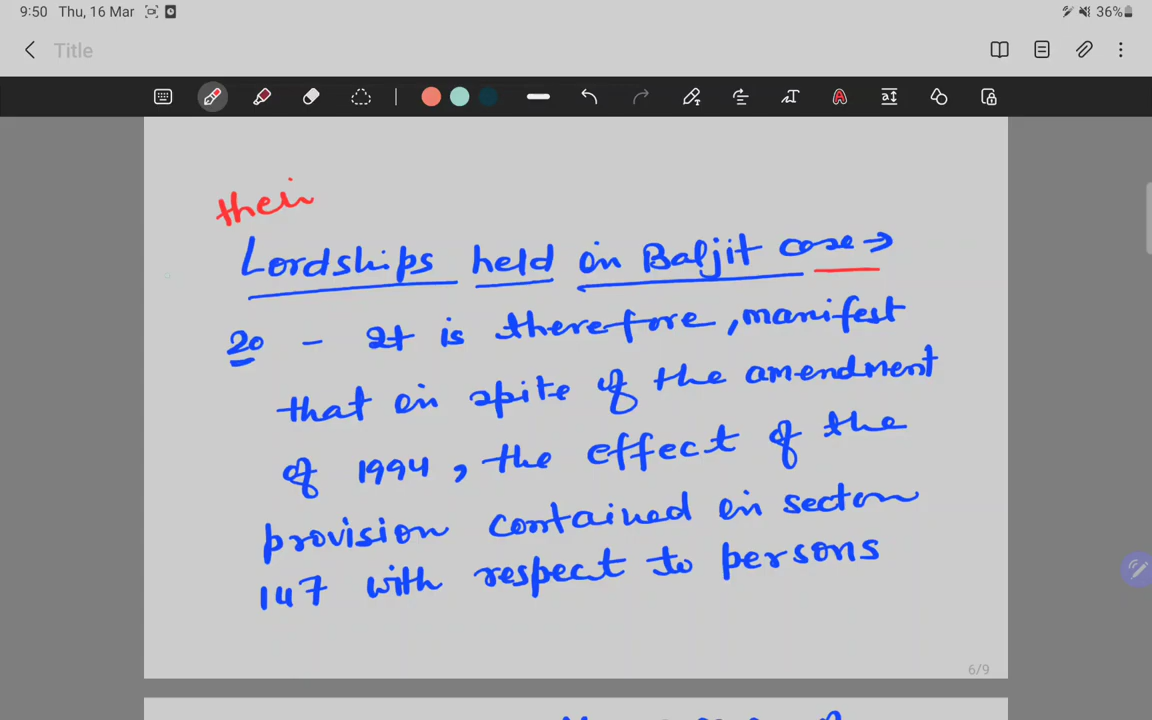 9:50 Thu, 16 Mar 36%
Title
their
Lordships held in Baljit case →
20 - It is therefore, manifest
that in spite of the amendment
of 1994, the effect of the
provision contained in secton
147 with respect to persons
6/9